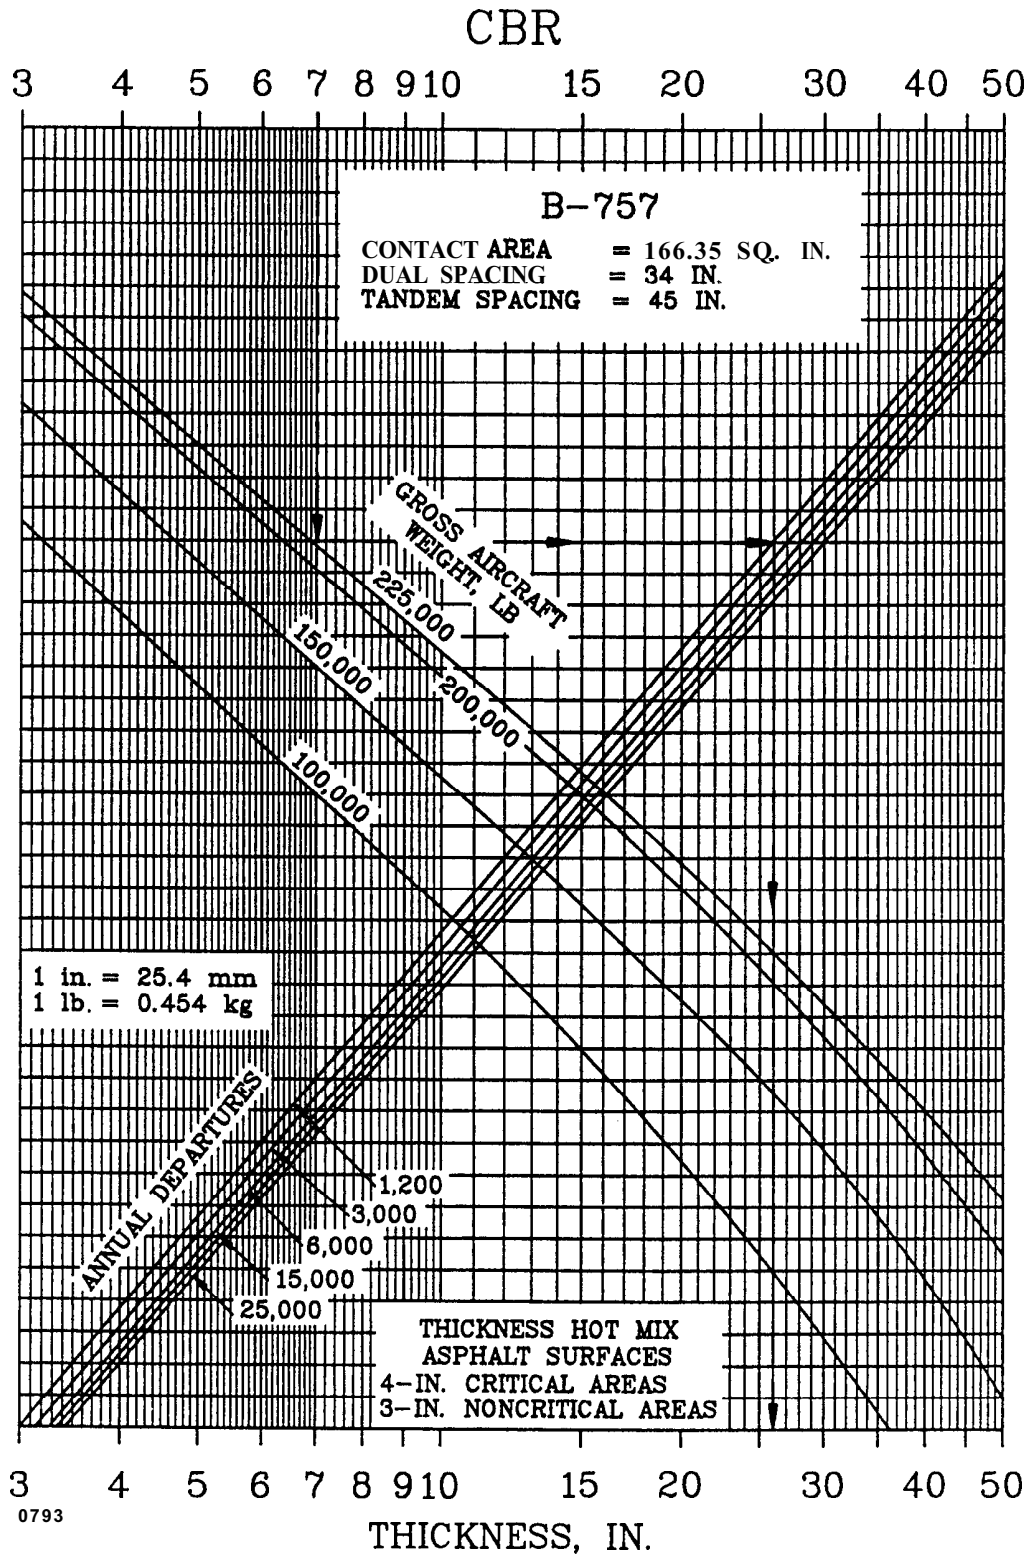 CBR
3 4 5 6 7 8 9 10 15 20 30 40 50
B-757
CONTACT AREA = 166.35 SQ. IN.
DUAL SPACING = 34 IN.
TANDEM SPACING = 45 IN.
GROSS AIRCRAFT
WEIGHT, LB
225,000
200,000
150,000
100,000
1 in. = 25.4 mm
1 lb. = 0.454 kg
ANNUAL DEPARTURES
1,200
3,000
6,000
15,000
25,000
THICKNESS HOT MIX
ASPHALT SURFACES
4-IN. CRITICAL AREAS
3-IN. NONCRITICAL AREAS
3 4 5 6 7 8 9 10 15 20 30 40 50
0793
THICKNESS, IN.